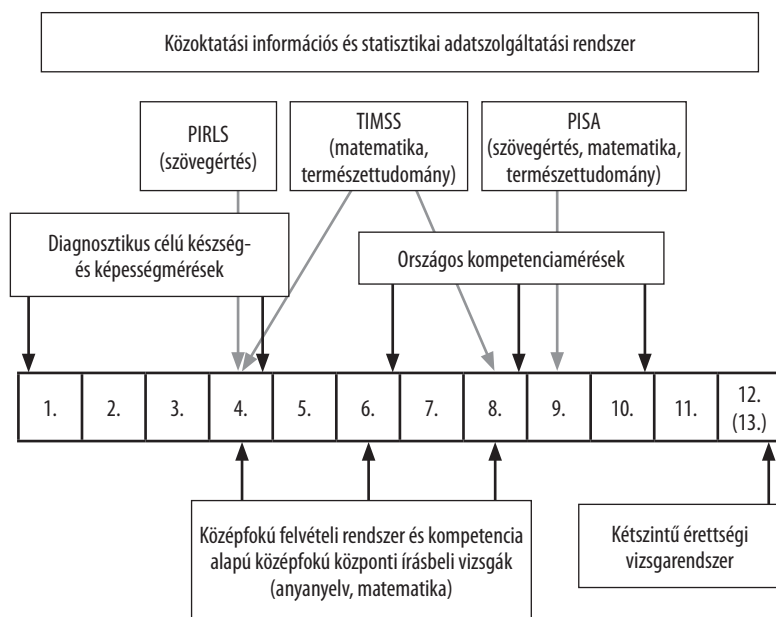 Közoktatási információs és statisztikai adatszolgáltatási rendszer
PIRLS
(szövegértés)
TIMSS
(matematika,
természettudomány)
PISA
(szövegértés, matematika,
természettudomány)
Diagnosztikus célú készség-
és képességmérések
Országos kompetenciamérések
1. 2. 3. 4. 5. 6. 7. 8. 9. 10. 11. 12.
(13.)
Középfokú felvételi rendszer és kompetencia
alapú középfokú központi írásbeli vizsgák
(anyanyelv, matematika)
Kétszintű érettségi
vizsgarendszer